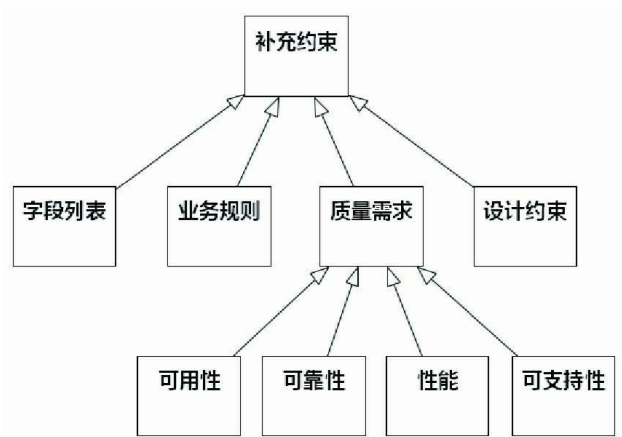 补充约束
字段列表
业务规则
质量需求
设计约束
可用性
可靠性
性能
可支持性